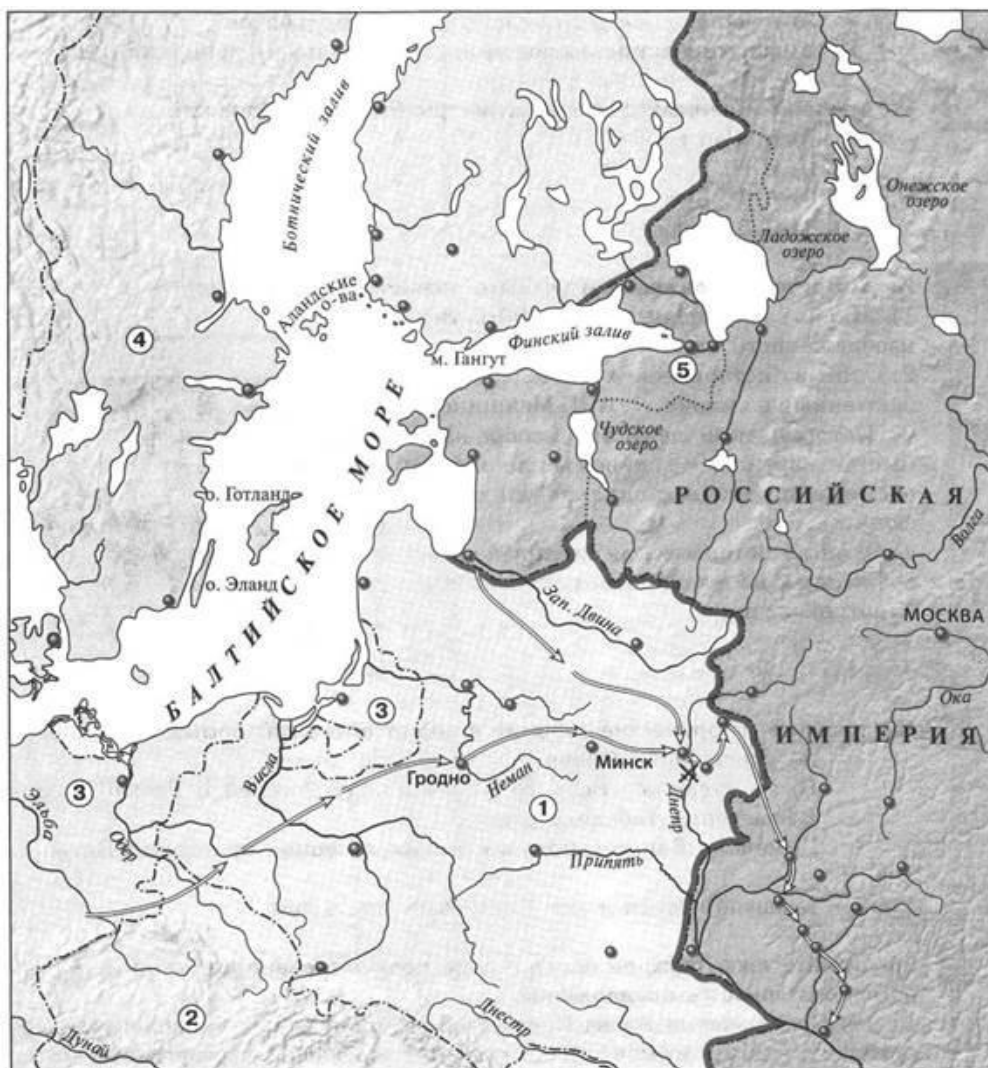 Ботнический залив
Онежское
озеро
Ладожское
озеро
Аландские
о-ва
4
Финский залив
м. Гангут
5
Чудское
озеро
БАЛТИЙСКОЕ МОРЕ
о. Готланд
РОССИЙСКАЯ
Волга
о. Эланд
Зап. Двина
МОСКВА
Ока
3
ИМПЕРИЯ
3
Висла
Гродно
Неман
Минск
Днепр
Эльба
Одер
1
Припять
2
Дунай
Днестр